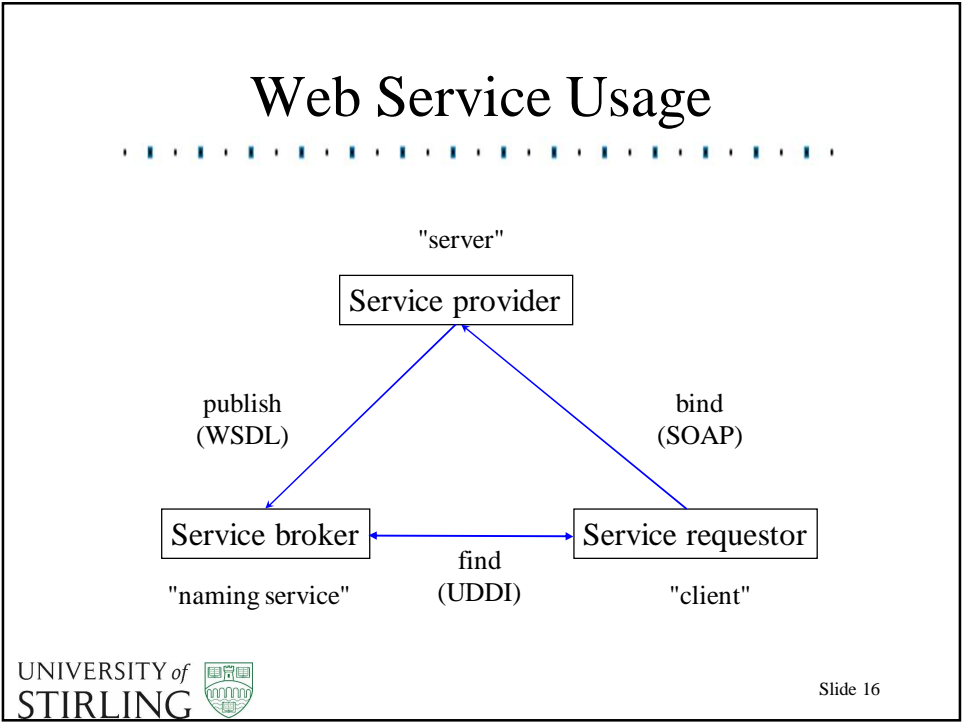 Web Service Usage
"server"
Service provider
publish
(WSDL)
bind
(SOAP)
Service broker
Service requestor
find
(UDDI)
"naming service"
"client"
UNIVERSITY of
STIRLING
Slide 16